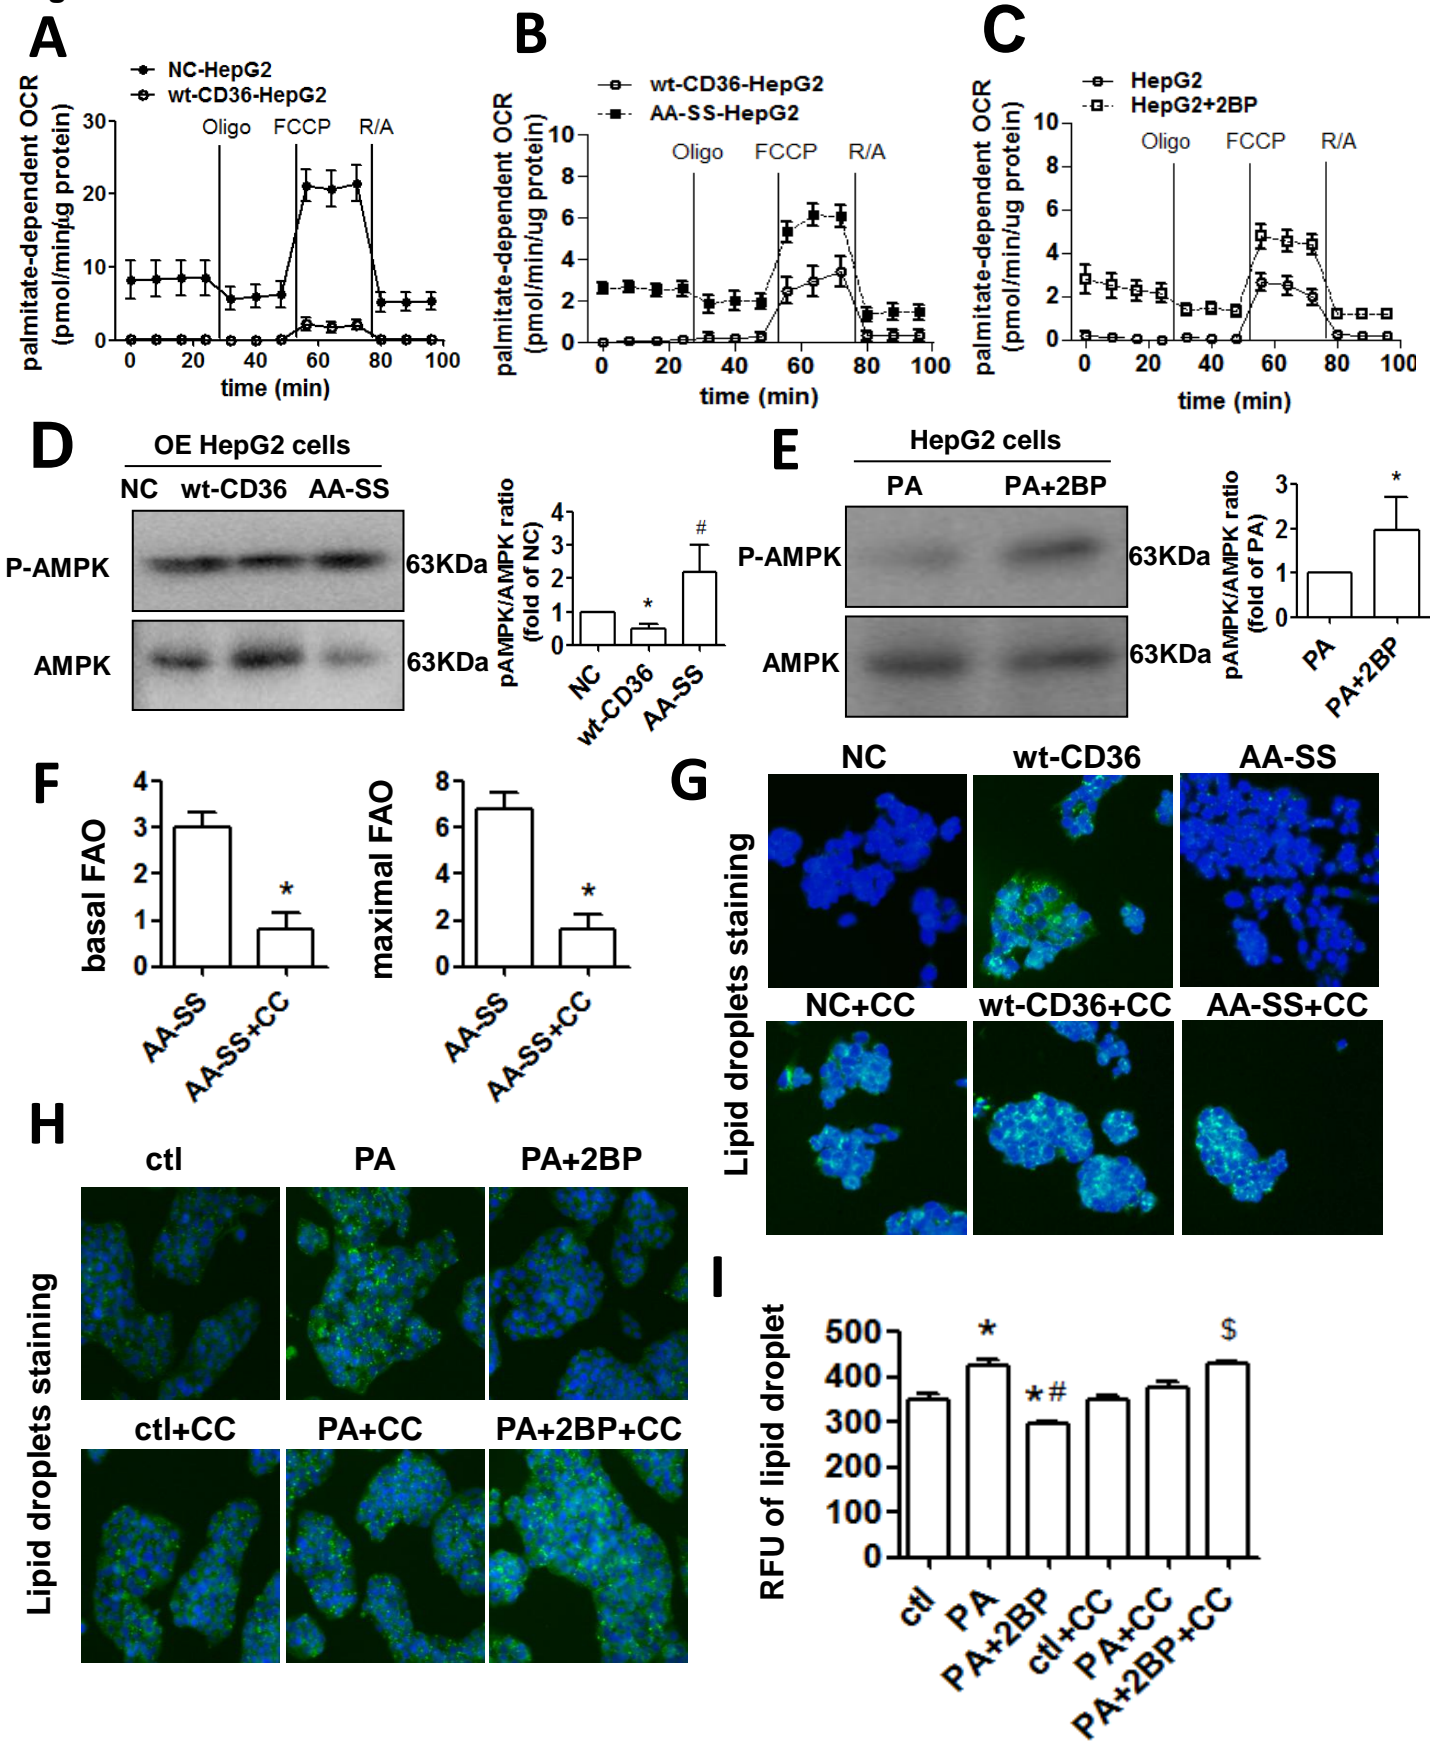 A
NC-HepG2
wt-CD36-HepG2
palmitate-dependent OCR
(pmol/min/µg protein)
Oligo FCCP R/A
30
20
10
0
0 20 40 60 80 100
time (min)
B
wt-CD36-HepG2
AA-SS-HepG2
palmitate-dependent OCR
(pmol/min/ug protein)
Oligo FCCP R/A
10
8
6
4
2
0
0 20 40 60 80 100
time (min)
C
HepG2
HepG2+2BP
palmitate-dependent OCR
(pmol/min/ug protein)
Oligo FCCP R/A
10
8
6
4
2
0
0 20 40 60 80 100
time (min)
D
OE HepG2 cells
NC wt-CD36 AA-SS
P-AMPK 63KDa
AMPK 63KDa
pAMPK/AMPK ratio
(fold of NC)
4
3
2
1
0
* #
NC wt-CD36 AA-SS
E
HepG2 cells
PA PA+2BP
P-AMPK 63KDa
AMPK 63KDa
pAMPK/AMPK ratio
(fold of PA)
3
2
1
0
*
PA PA+2BP
F
basal FAO
4
3
2
1
0
*
AA-SS AA-SS+CC
maximal FAO
8
6
4
2
0
*
AA-SS AA-SS+CC
G
Lipid droplets staining
NC wt-CD36 AA-SS
NC+CC wt-CD36+CC AA-SS+CC
H
Lipid droplets staining
ctl PA PA+2BP
ctl+CC PA+CC PA+2BP+CC
I
RFU of lipid droplet
500
400
300
200
100
0
* *# $
ctl PA PA+2BP ctl+CC PA+CC PA+2BP+CC